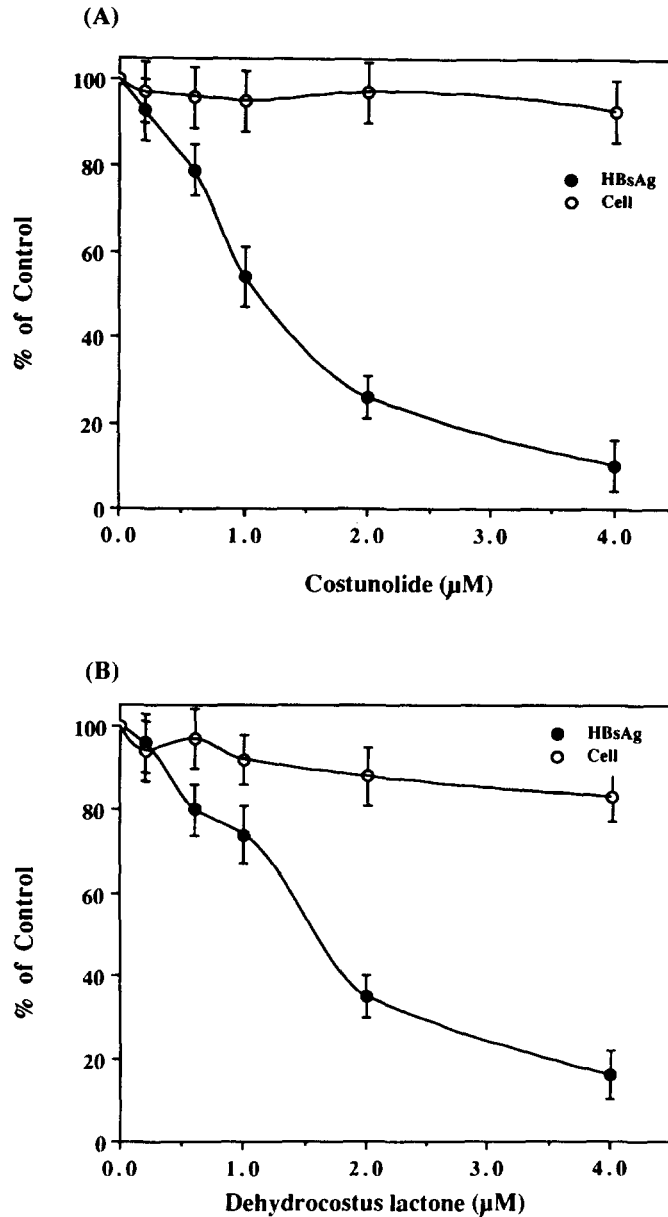 (A)
100
80
60
40
20
0
% of Control
HBsAg
Cell
0.0 1.0 2.0 3.0 4.0
Costunolide (µM)
(B)
100
80
60
40
20
0
% of Control
HBsAg
Cell
0.0 1.0 2.0 3.0 4.0
Dehydrocostus lactone (µM)